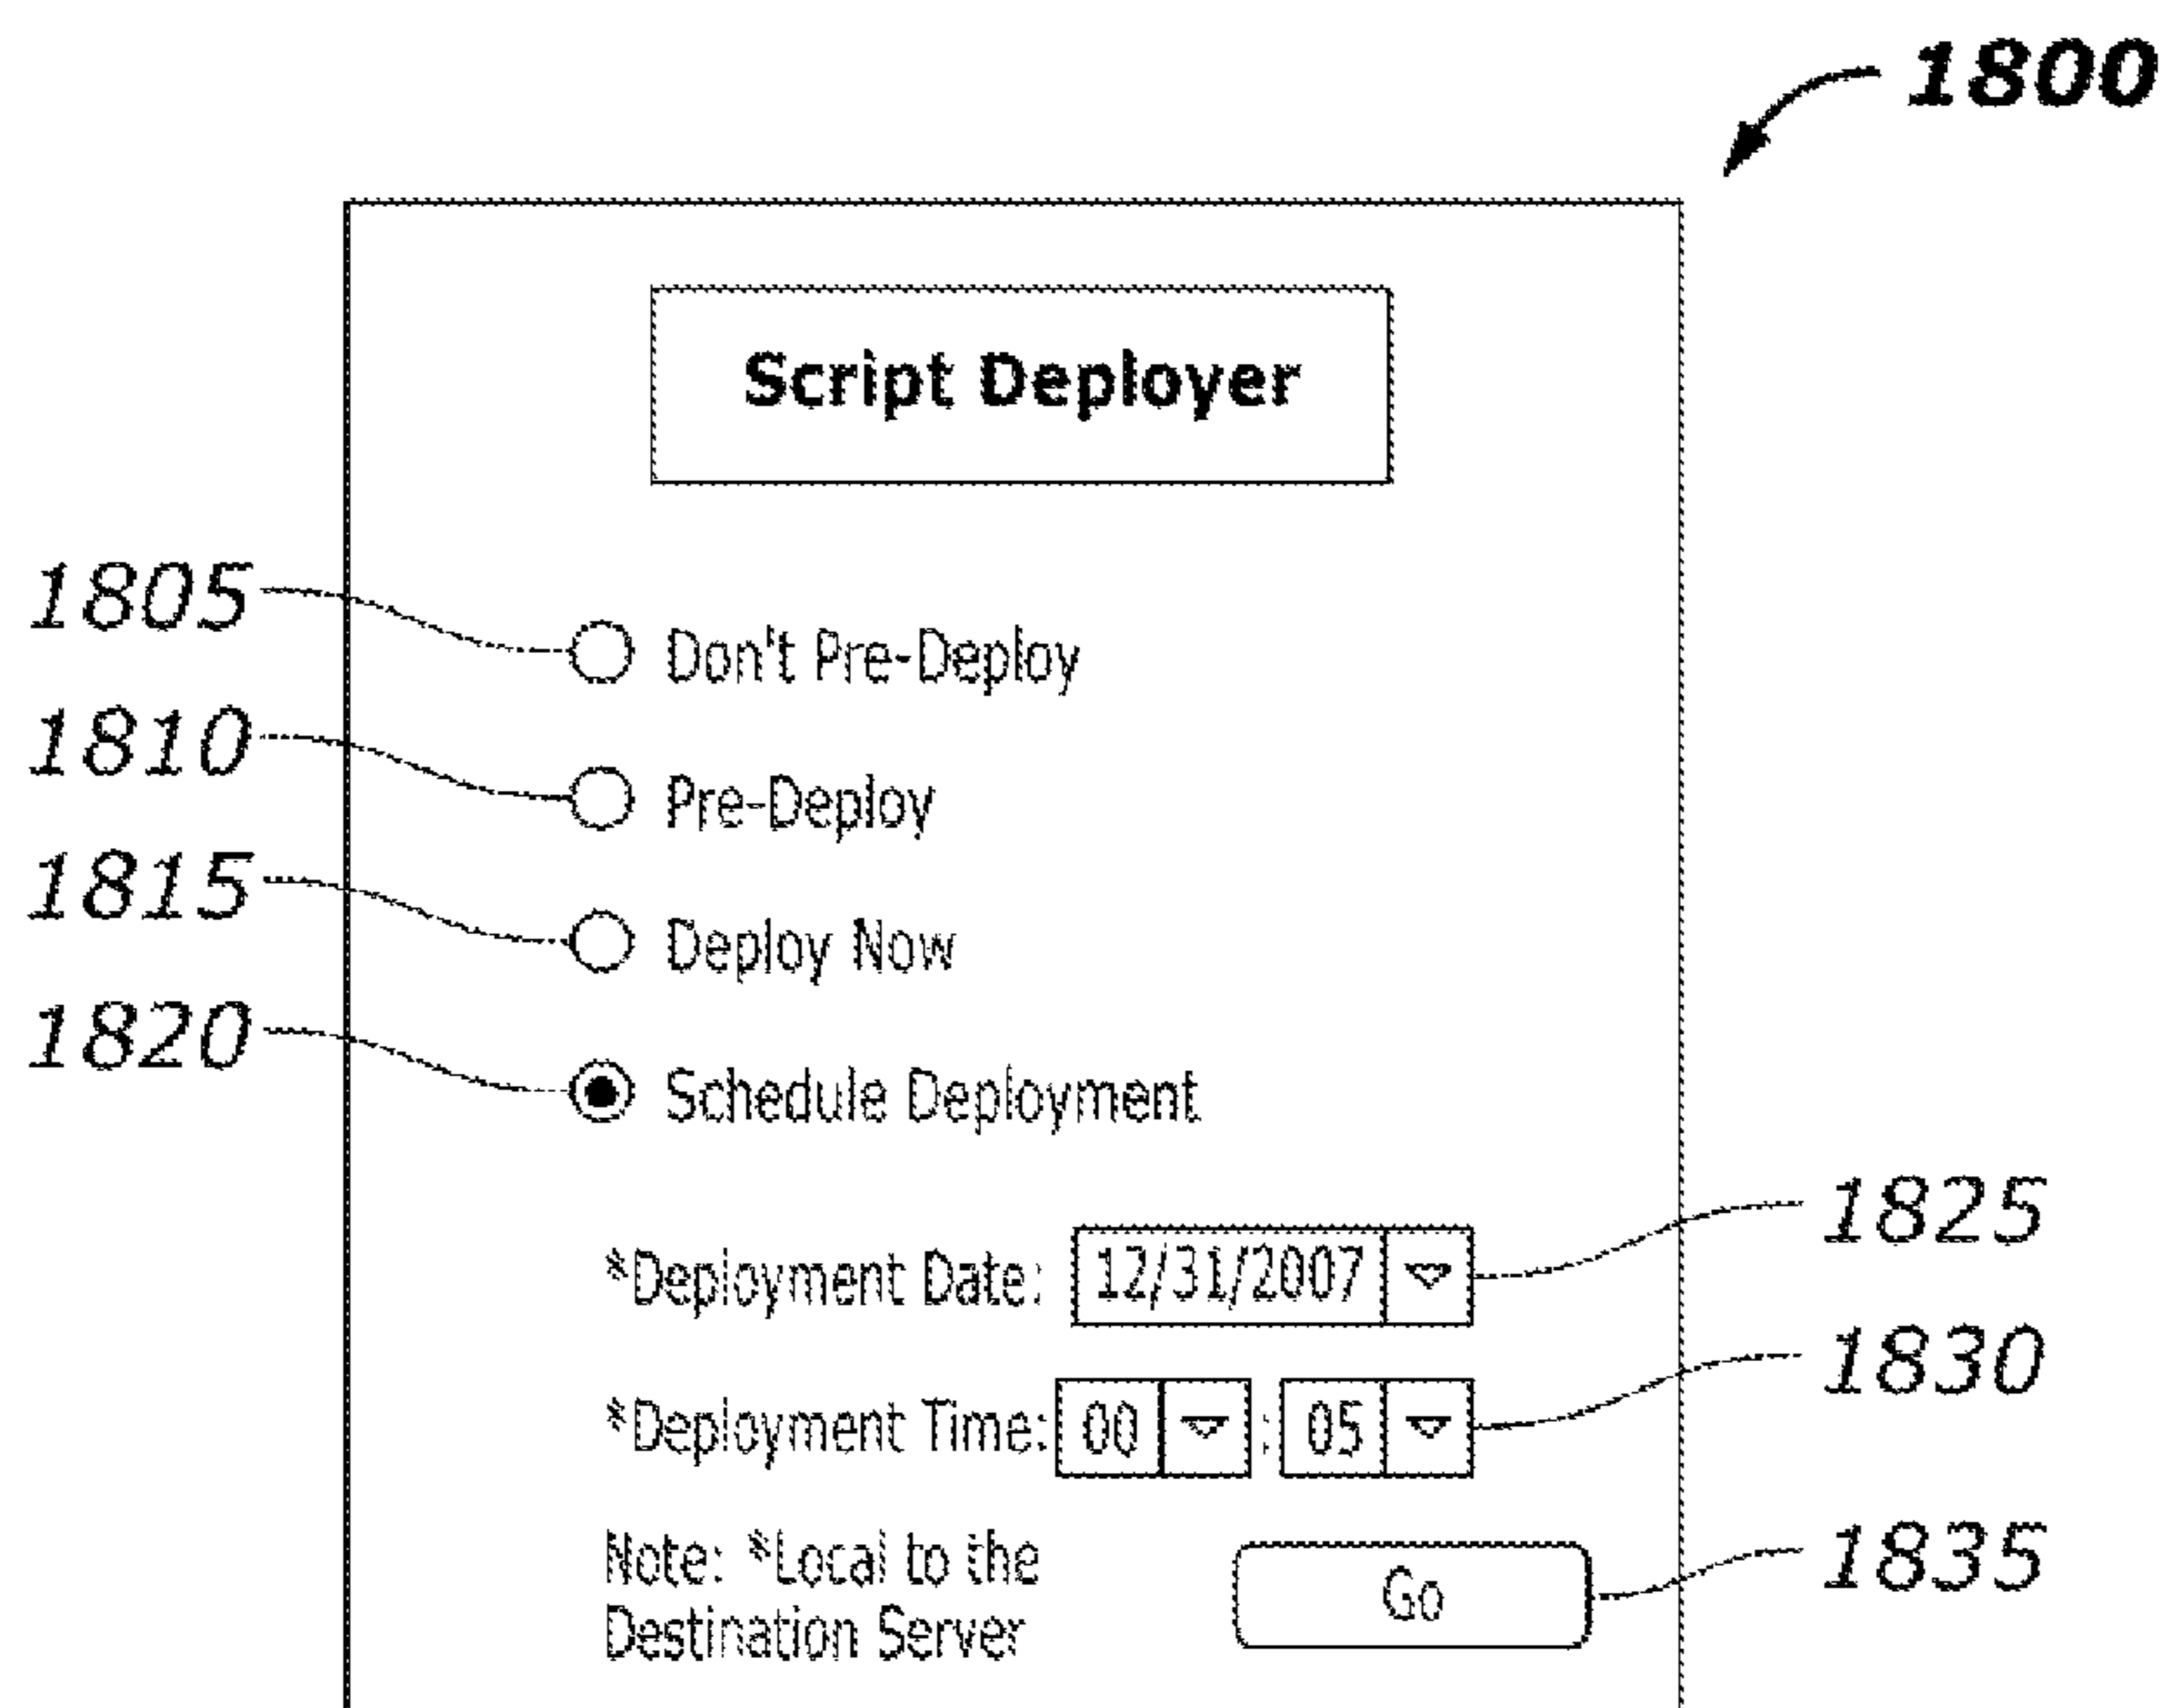 1800
Script Deployer
1805
Don't Pre-Deploy
1810
Pre-Deploy
1815
Deploy Now
1820
Schedule Deployment
*Deployment Date: 12/31/2007
1825
*Deployment Time: 00 : 05
1830
Note: *Local to the
Destination Server
Go
1835